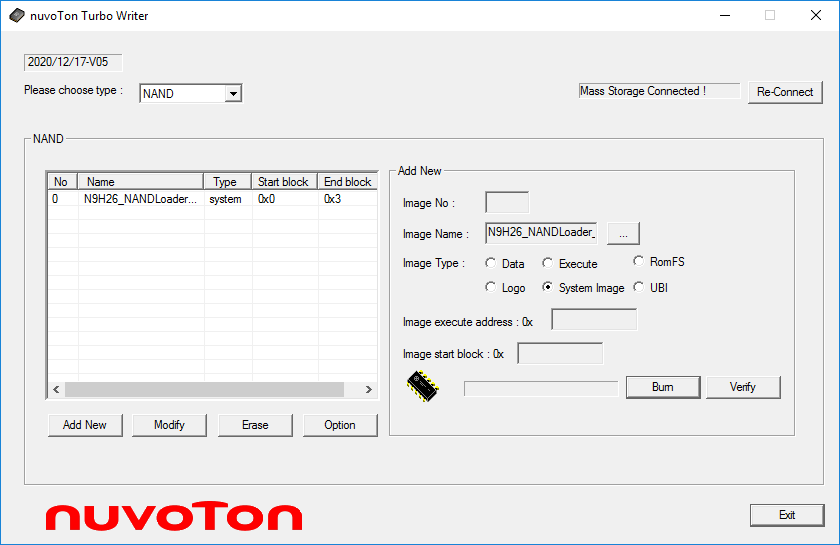 nuvoTon Turbo Writer
2020/12/17-V05
Please choose type :
NAND
Mass Storage Connected !
Re-Connect
NAND
No Name Type Start block End block
0 N9H26_NANDLoader... system 0x0 0x3
Add New Modify Erase Option
Add New
Image No :
Image Name : N9H26_NANDLoader_ ...
Image Type : Data Execute RomFS
Logo System Image UBI
Image execute address : 0x
Image start block : 0x
Burn Verify
nuvoTon
Exit